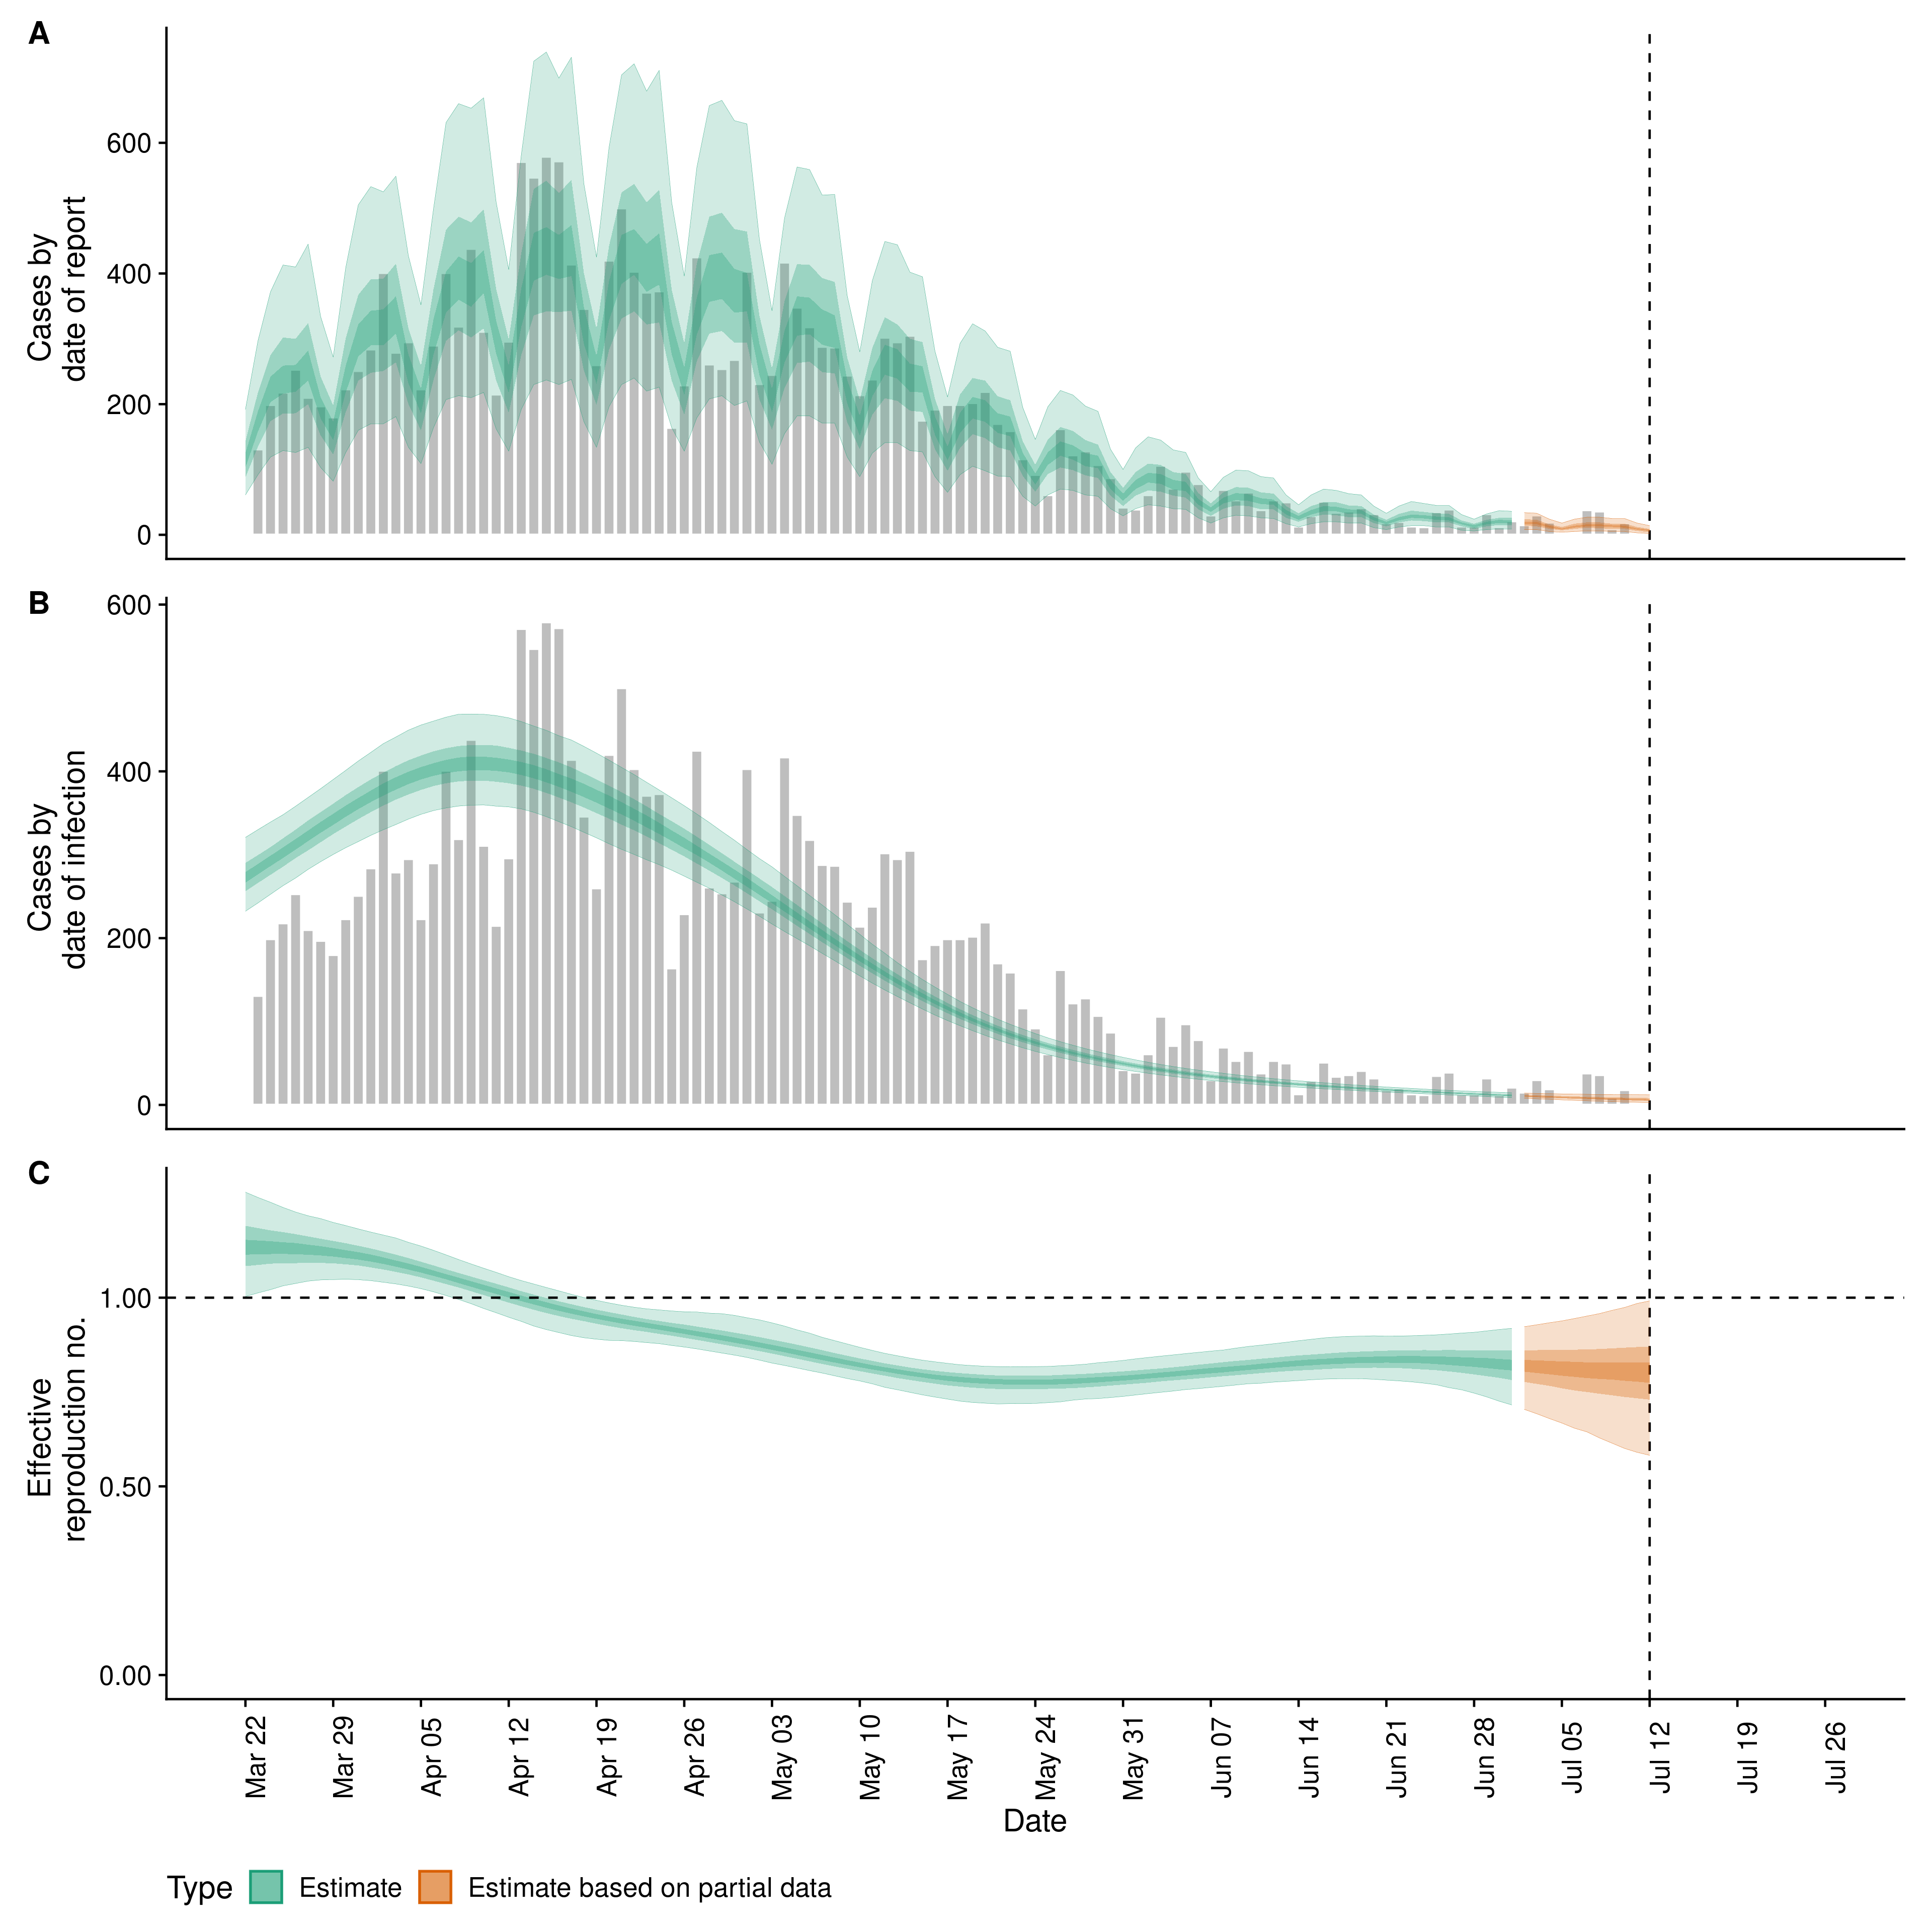 A
Cases by
date of report
600
400
200
0
B
Cases by
date of infection
600
400
200
0
C
Effective
reproduction no.
1.00
0.50
0.00
Mar 22
Mar 29
Apr 05
Apr 12
Apr 19
Apr 26
May 03
May 10
May 17
May 24
May 31
Jun 07
Jun 14
Jun 21
Jun 28
Jul 05
Jul 12
Jul 19
Jul 26
Date
Type Estimate Estimate based on partial data